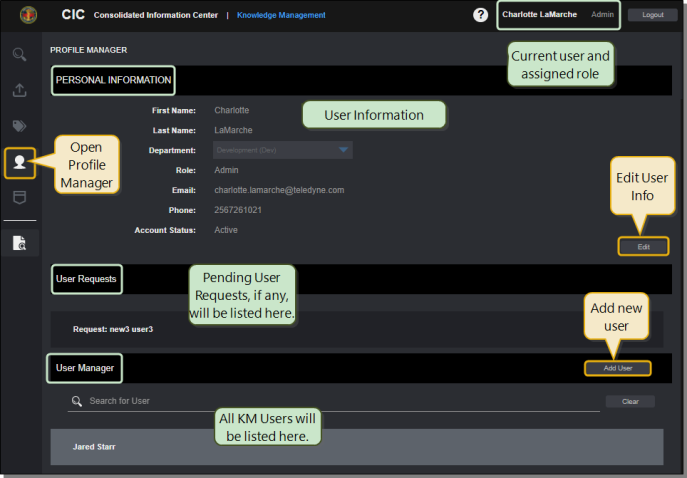 CIC Consolidated Information Center | Knowledge Management ? Charlotte LaMarche Admin Logout
PROFILE MANAGER
Current user and
assigned role
PERSONAL INFORMATION
First Name: Charlotte
User Information
Last Name: LaMarche
Open
Profile
Manager
Department: Development (Dev)
Role: Admin
Email: charlotte.lamarche@teledyne.com
Phone: 2567261021
Account Status: Active
Edit User
Info
Edit
User Requests
Pending User
Requests, if any,
will be listed here.
Request: new3 user3
Add new
user
User Manager
Add User
Search for User
Clear
All KM Users will
be listed here.
Jared Starr